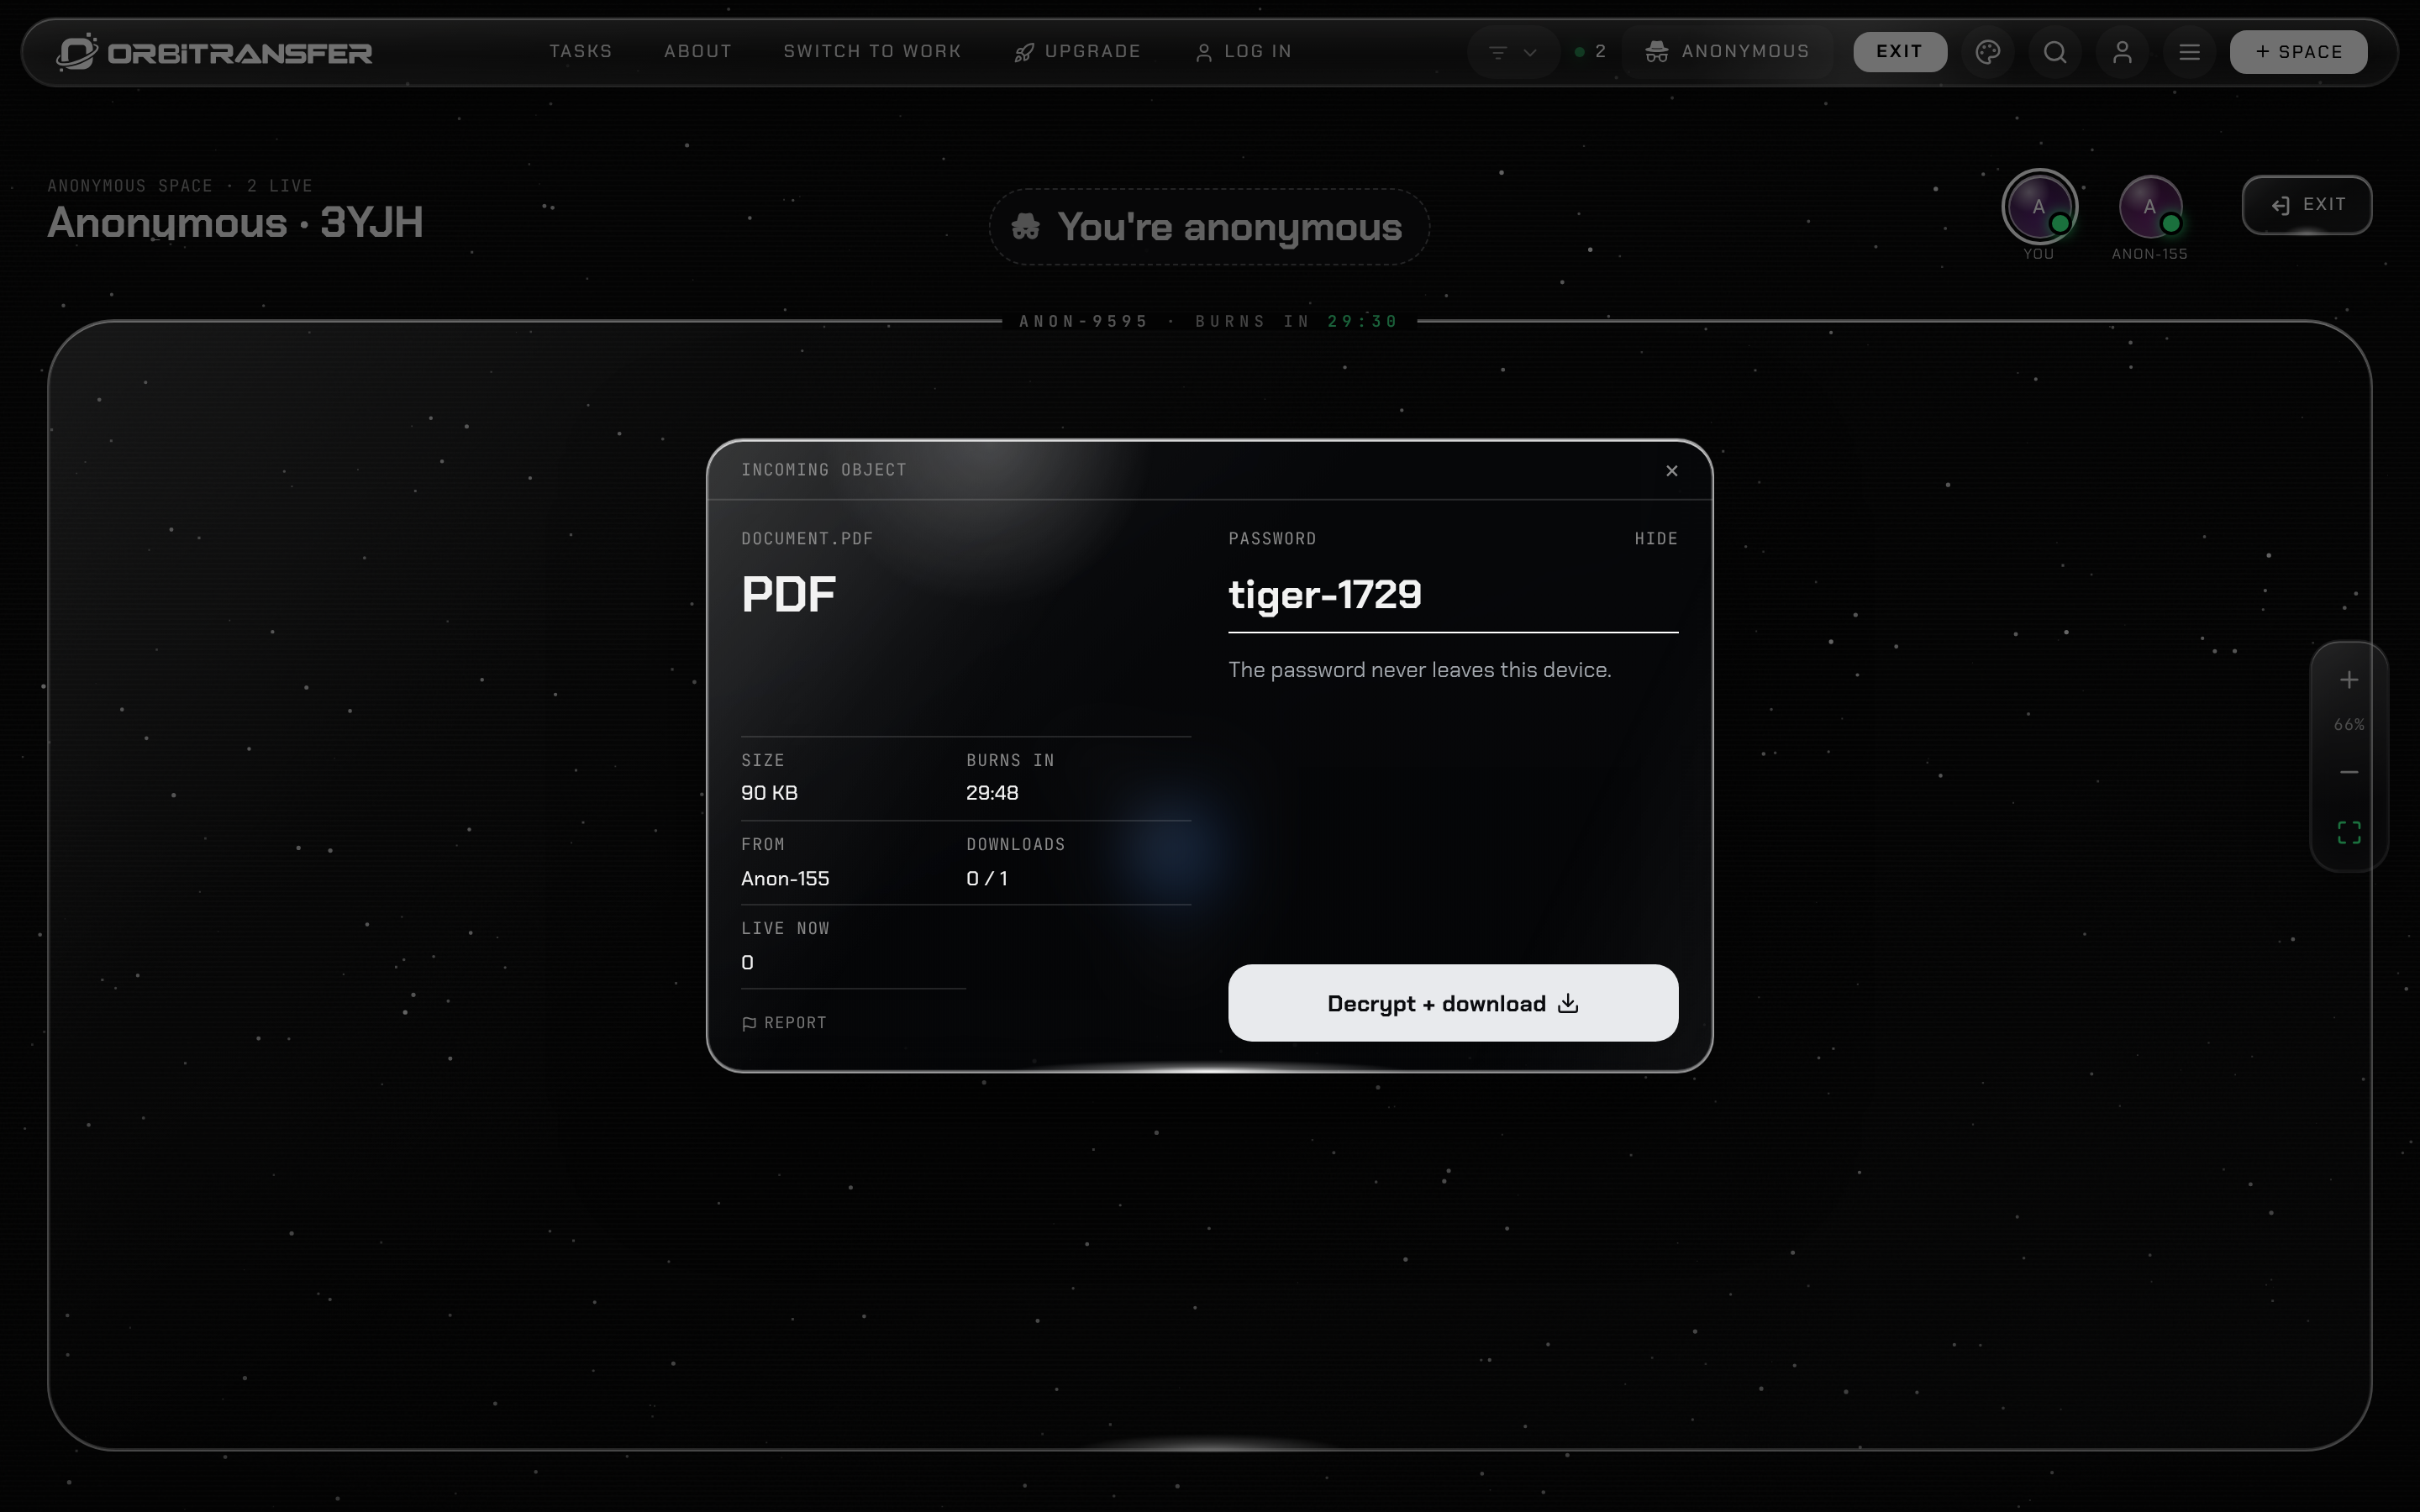 ORBITRANSFER
TASKS
ABOUT
SWITCH TO WORK
UPGRADE
LOG IN
2
ANONYMOUS
EXIT
+ SPACE
ANONYMOUS SPACE · 2 LIVE
Anonymous · 3YJH
You're anonymous
A
YOU
A
ANON-155
EXIT
ANON-9595 · BURNS IN 29:30
INCOMING OBJECT
×
DOCUMENT.PDF
PDF
PASSWORD
HIDE
tiger-1729
The password never leaves this device.
SIZE
90 KB
BURNS IN
29:48
FROM
Anon-155
DOWNLOADS
0 / 1
LIVE NOW
0
REPORT
Decrypt + download
+
66%
−